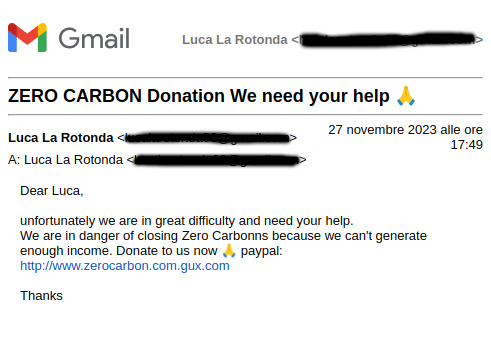 Gmail
Luca La Rotonda <
ZERO CARBON Donation We need your help 🙏
Luca La Rotonda < >
27 novembre 2023 alle ore
17:49
A: Luca La Rotonda < >
Dear Luca,
unfortunately we are in great difficulty and need your help.
We are in danger of closing Zero Carbonns because we can't generate
enough income. Donate to us now 🙏 paypal:
http://www.zerocarbon.com.gux.com
Thanks